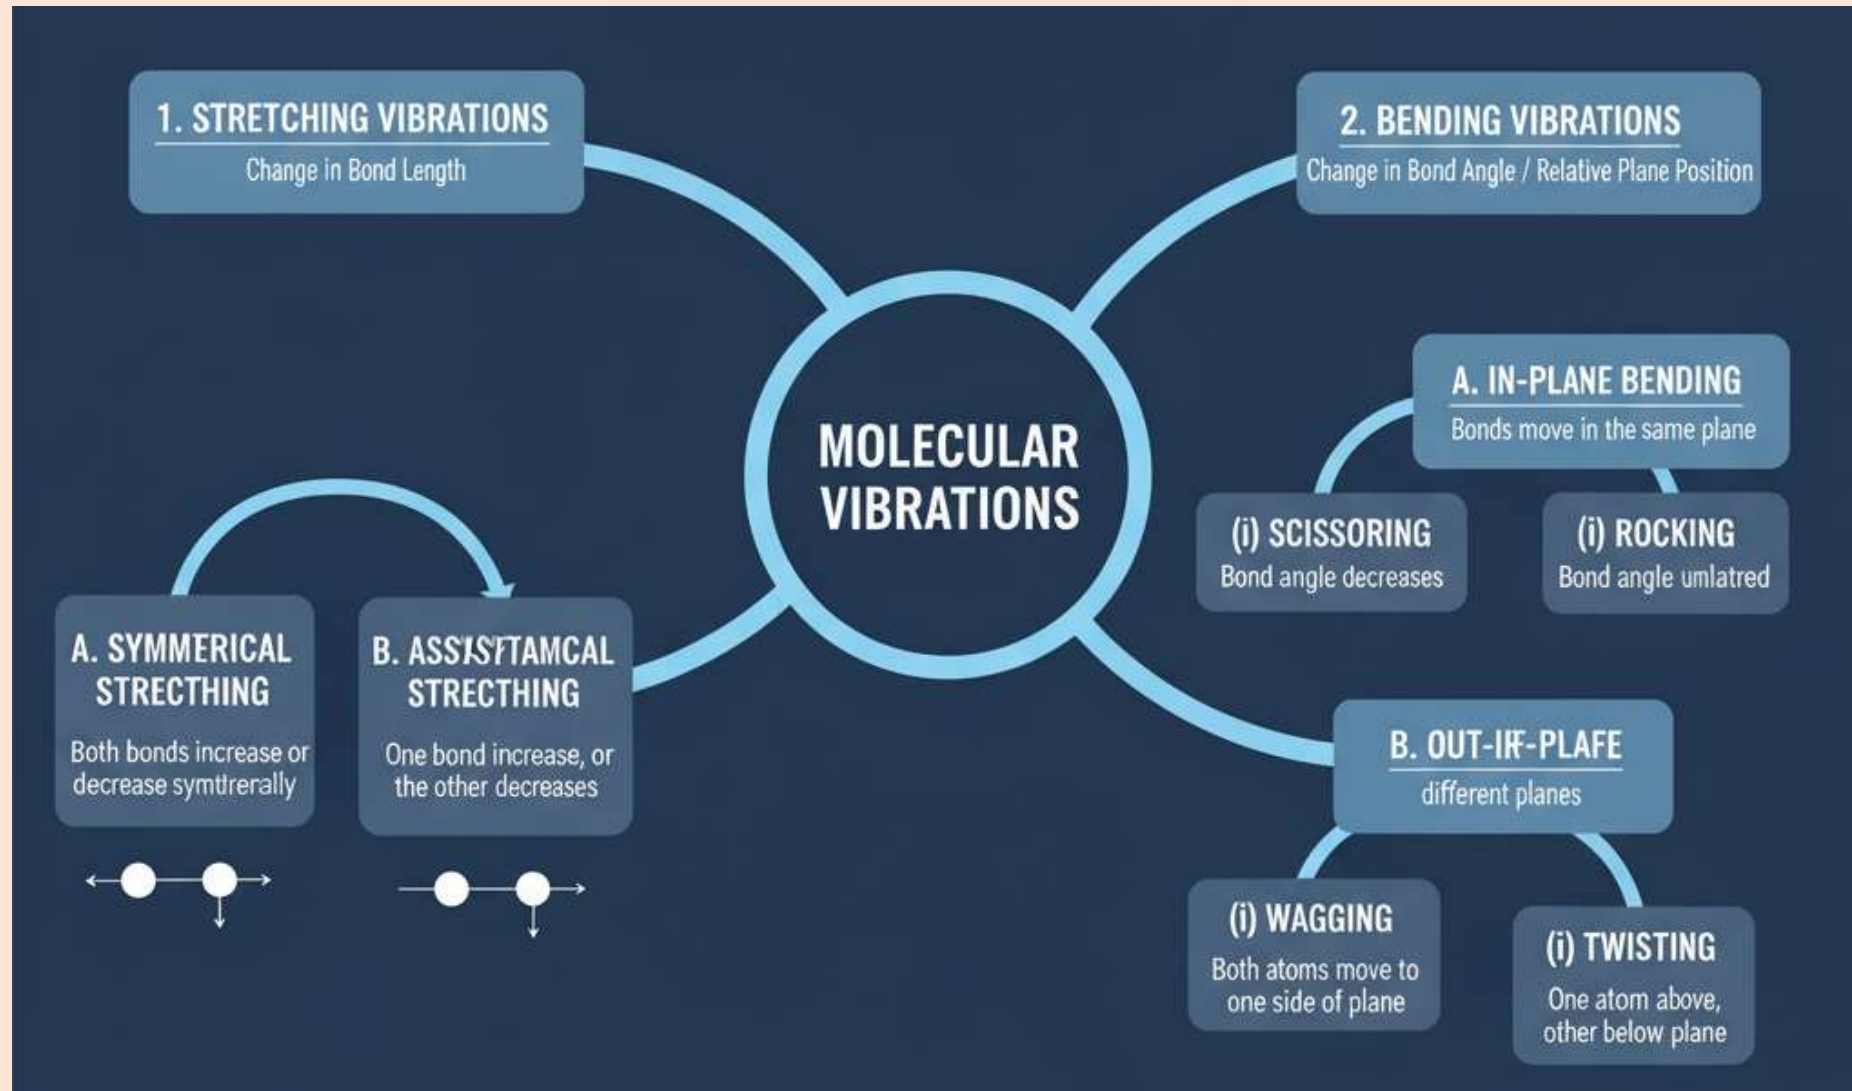 1. STRETCHING VIBRATIONS
Change in Bond Length
2. BENDING VIBRATIONS
Change in Bond Angle / Relative Plane Position
MOLECULAR
VIBRATIONS
A. IN-PLANE BENDING
Bonds move in the same plane
(i) SCISSORING
Bond angle decreases
(i) ROCKING
Bond angle umlatred
A. SYMMERICAL
STRECTHING
Both bonds increase or
decrease symttrerally
B.
STRECTHING
One bond increase, or
the other decreases
B. OUT-IF-PLAFE
different planes
(i) WAGGING
Both atoms move to
one side of plane
(i) TWISTING
One atom above,
other below plane